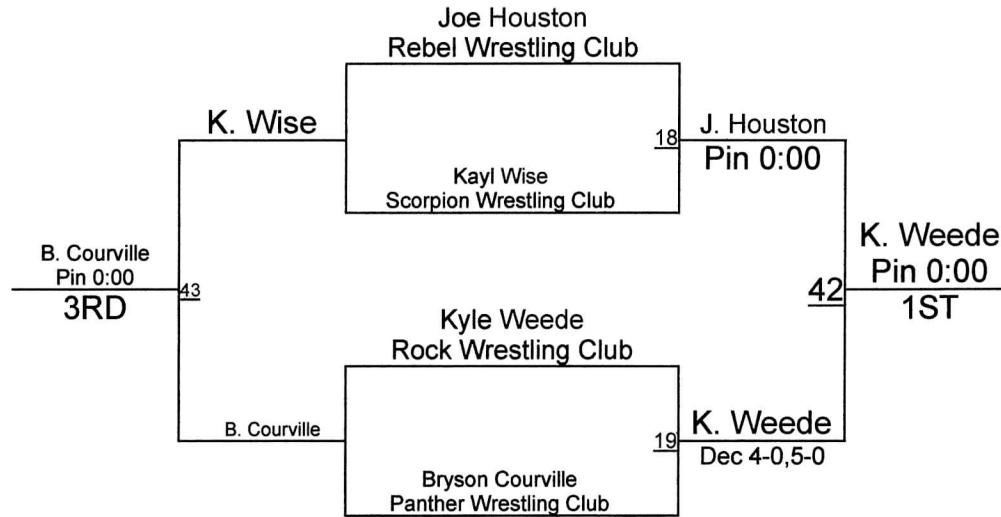 Joe Houston
Rebel Wrestling Club
K. Wise
18
J. Houston
Pin 0:00
Kayl Wise
Scorpion Wrestling Club
B. Courville
Pin 0:00
43
3RD
K. Weede
Pin 0:00
42
1ST
Kyle Weede
Rock Wrestling Club
B. Courville
19
K. Weede
Dec 4-0,5-0
Bryson Courville
Panther Wrestling Club